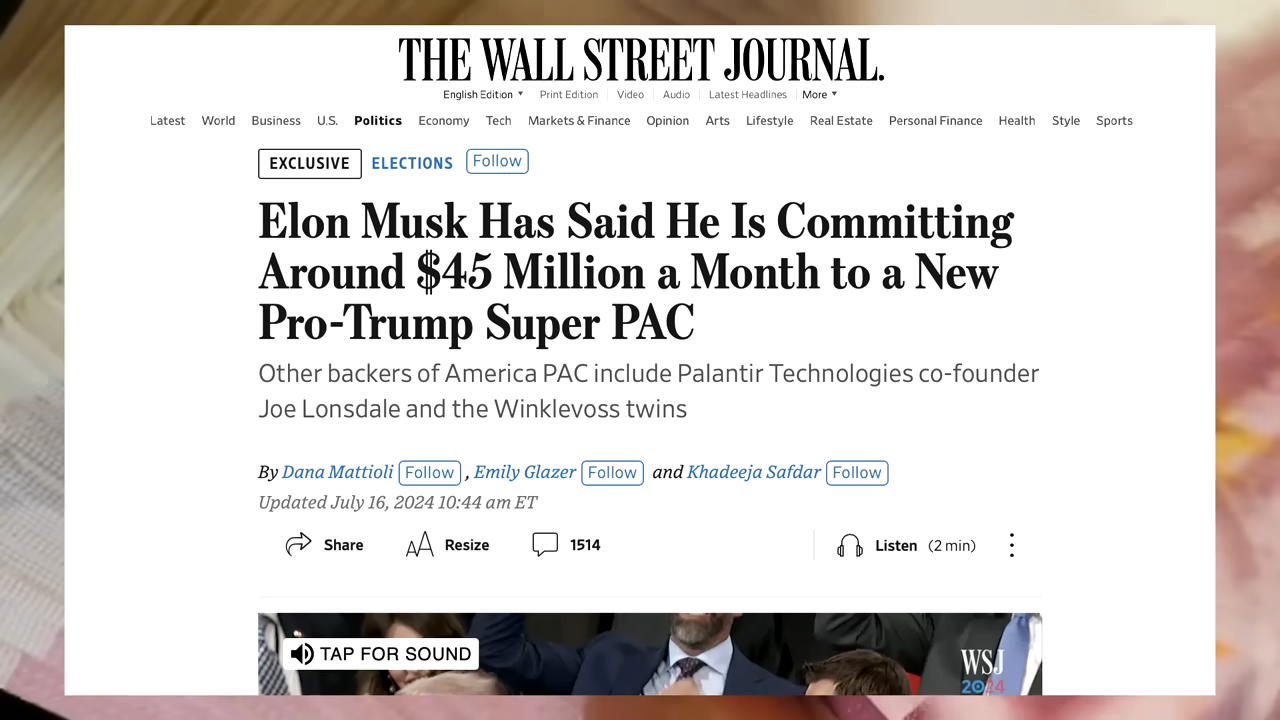 THE WALL STREET JOURNAL.
English Edition ▼ Print Edition Video Audio Latest Headlines More ▼
Latest World Business U.S. Politics Economy Tech Markets & Finance Opinion Arts Lifestyle Real Estate Personal Finance Health Style Sports
EXCLUSIVE ELECTIONS Follow
Elon Musk Has Said He Is Committing
Around $45 Million a Month to a New
Pro-Trump Super PAC
Other backers of America PAC include Palantir Technologies co-founder
Joe Lonsdale and the Winklevoss twins
By Dana Mattioli Follow , Emily Glazer Follow and Khadeeja Safdar Follow
Updated July 16, 2024 10:44 am ET
Share AA Resize 1514 Listen (2 min)
TAP FOR SOUND
WSJ
2024